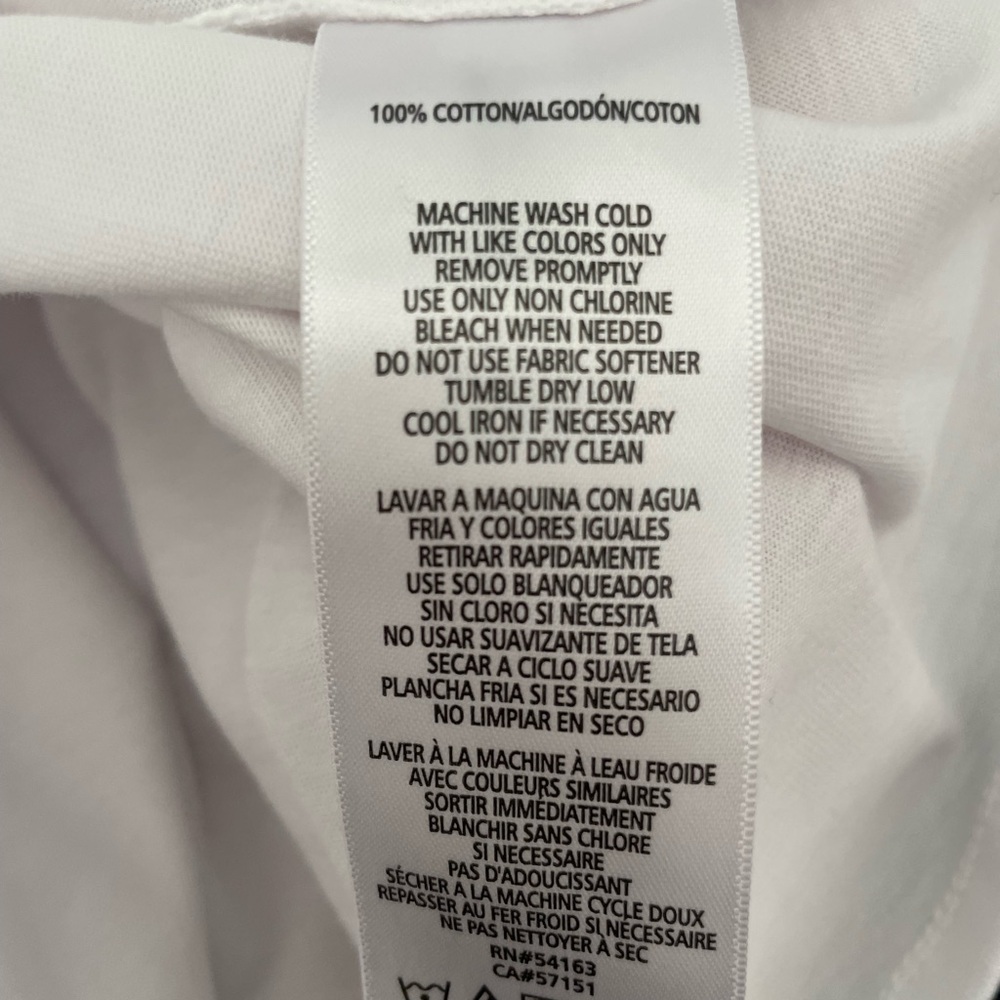 100% COTTON/ALGODÓN/COTON
MACHINE WASH COLD
WITH LIKE COLORS ONLY
REMOVE PROMPTLY
USE ONLY NON CHLORINE
BLEACH WHEN NEEDED
DO NOT USE FABRIC SOFTENER
TUMBLE DRY LOW
COOL IRON IF NECESSARY
DO NOT DRY CLEAN
LAVAR A MAQUINA CON AGUA
FRIA Y COLORES IGUALES
RETIRAR RAPIDAMENTE
USE SOLO BLANQUEADOR
SIN CLORO SI NECESITA
NO USAR SUAVIZANTE DE TELA
SECAR A CICLO SUAVE
PLANCHA FRIA SI ES NECESARIO
NO LIMPIAR EN SECO
LAVER À LA MACHINE À LEAU FROIDE
AVEC COULEURS SIMILAIRES
SORTIR IMMÉDIATEMENT
BLANCHIR SANS CHLORE
SI NECESSAIRE
PAS D'ADOUCISSANT
SÉCHER A LA MACHINE CYCLE DOUX
REPASSER AU FER FROID SI NÉCESSAIRE
NE PAS NETTOYER À SEC
RN#54163
CA#57151